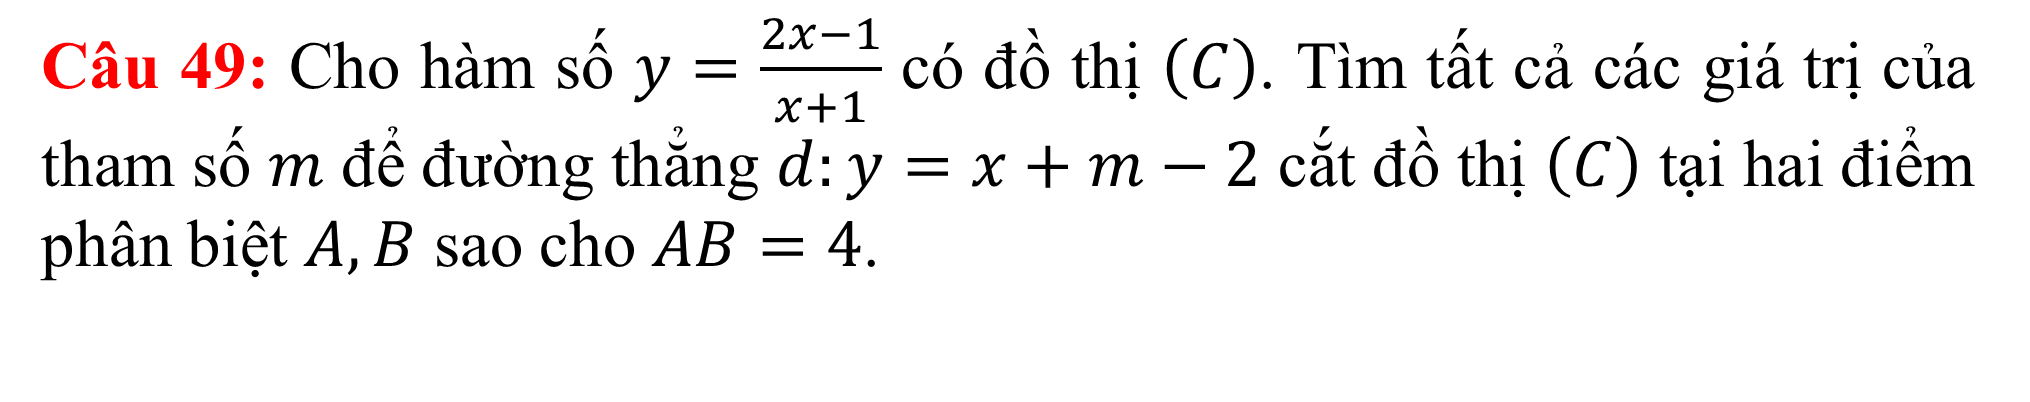 Câu 49: Cho hàm số $y = \frac{2x-1}{x+1}$ có đồ thị $(C)$. Tìm tất cả các giá trị của
tham số $m$ để đường thẳng $d: y = x + m - 2$ cắt đồ thị $(C)$ tại hai điểm
phân biệt $A, B$ sao cho $AB = 4$.